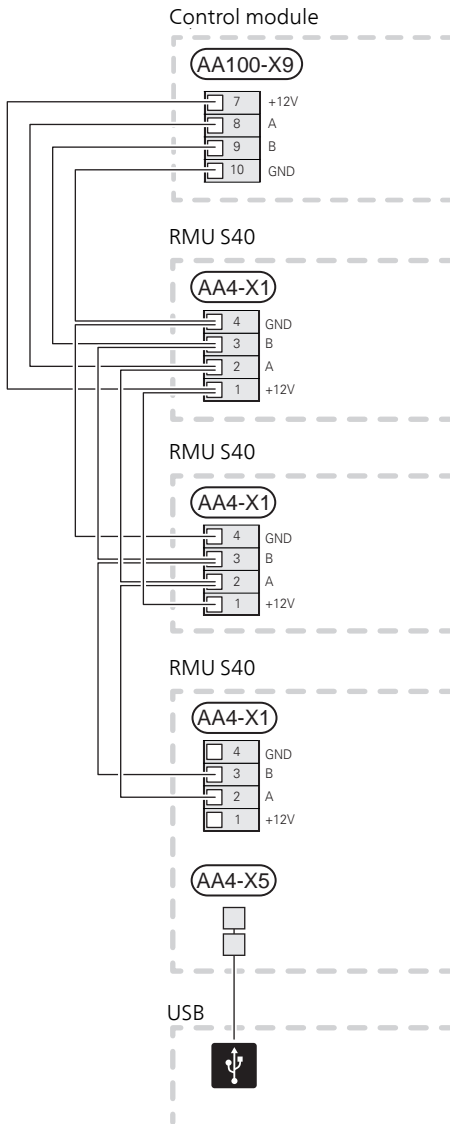 Control module
AA100-X9
7 +12V
8 A
9 B
10 GND
RMU S40
AA4-X1
4 GND
3 B
2 A
1 +12V
RMU S40
AA4-X1
4 GND
3 B
2 A
1 +12V
RMU S40
AA4-X1
4 GND
3 B
2 A
1 +12V
AA4-X5
USB